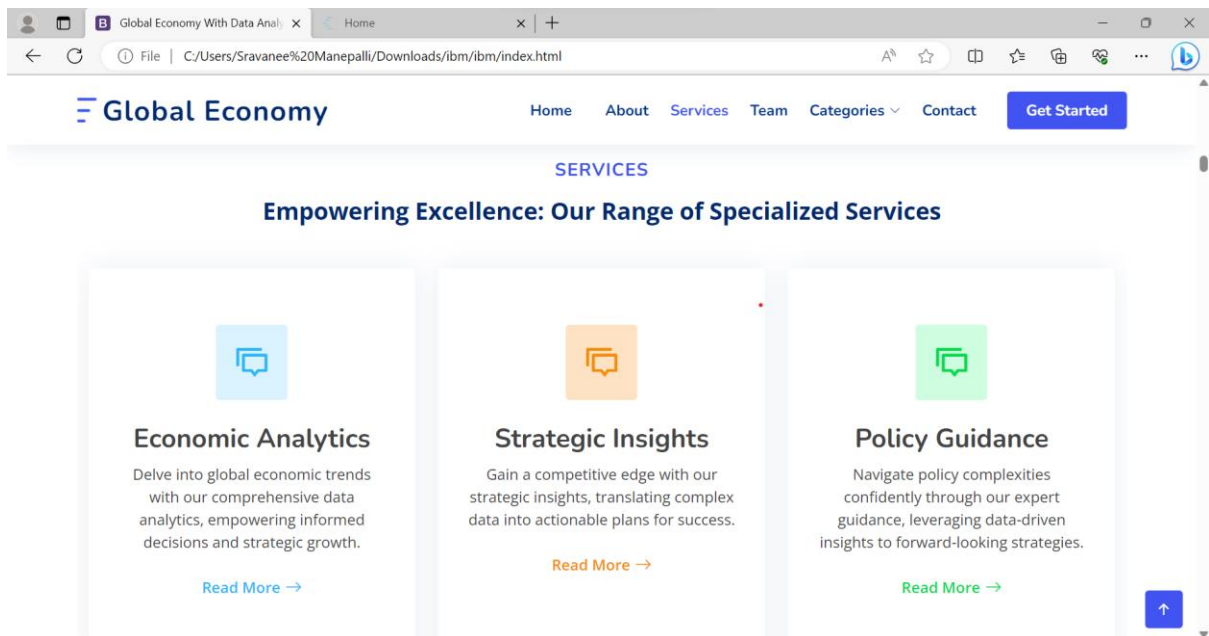 B Global Economy With Data Analy Home
File C:/Users/Sravanee%20Manepalli/Downloads/ibm/ibm/index.html
Global Economy Home About Services Team Categories Contact Get Started
SERVICES
Empowering Excellence: Our Range of Specialized Services
Economic Analytics
Delve into global economic trends
with our comprehensive data
analytics, empowering informed
decisions and strategic growth.
Read More →
Strategic Insights
Gain a competitive edge with our
strategic insights, translating complex
data into actionable plans for success.
Read More →
Policy Guidance
Navigate policy complexities
confidently through our expert
guidance, leveraging data-driven
insights to forward-looking strategies.
Read More →